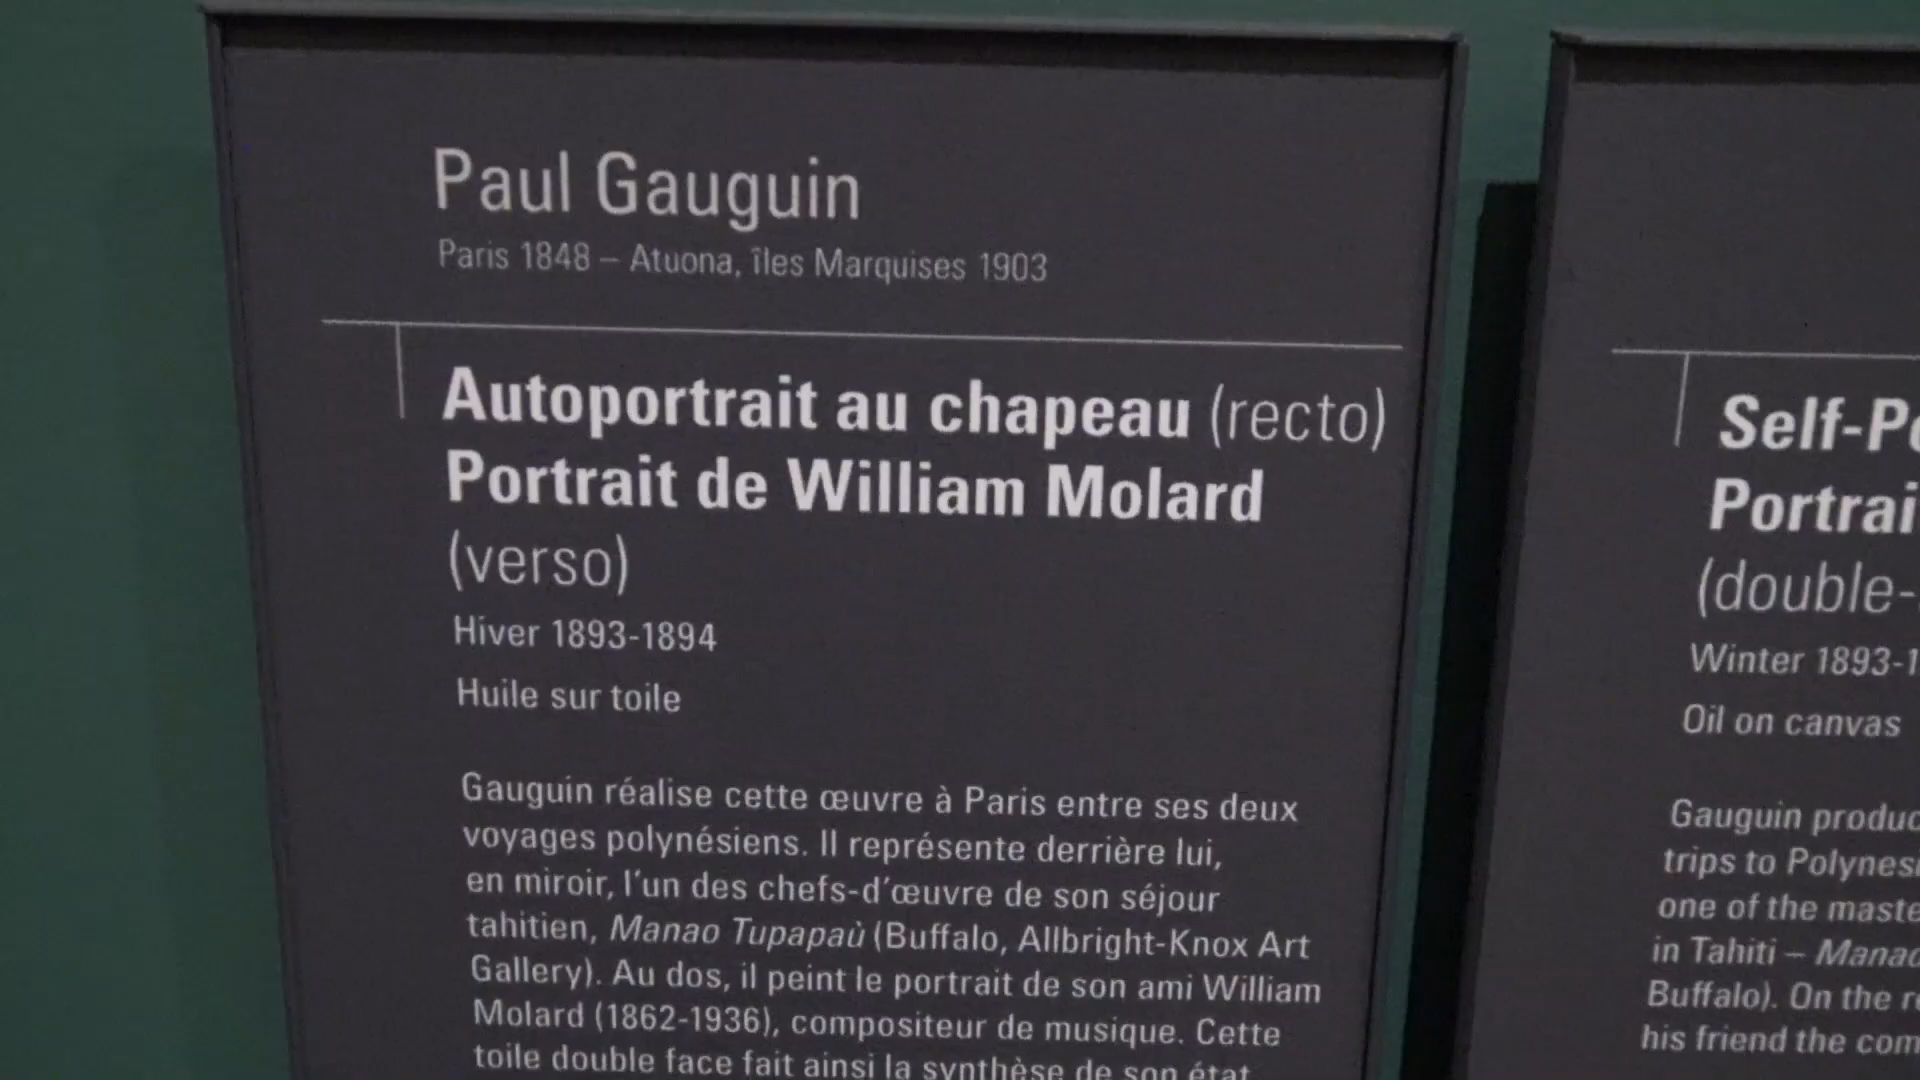 Paul Gauguin
Paris 1848 – Atuona, îles Marquises 1903
Autoportrait au chapeau (recto)
Portrait de William Molard
(verso)
Hiver 1893-1894
Huile sur toile
Gauguin réalise cette œuvre à Paris entre ses deux
voyages polynésiens. Il représente derrière lui,
en miroir, l'un des chefs-d'œuvre de son séjour
tahitien, Manao Tupapaù (Buffalo, Allbright-Knox Art
Gallery). Au dos, il peint le portrait de son ami William
Molard (1862-1936), compositeur de musique. Cette
toile double face fait ainsi la synthèse de son état
Self-Po
Portrai
(double-
Winter 1893-1
Oil on canvas
Gauguin produc
trips to Polynesi
one of the maste
in Tahiti – Manao
Buffalo). On the re
his friend the com